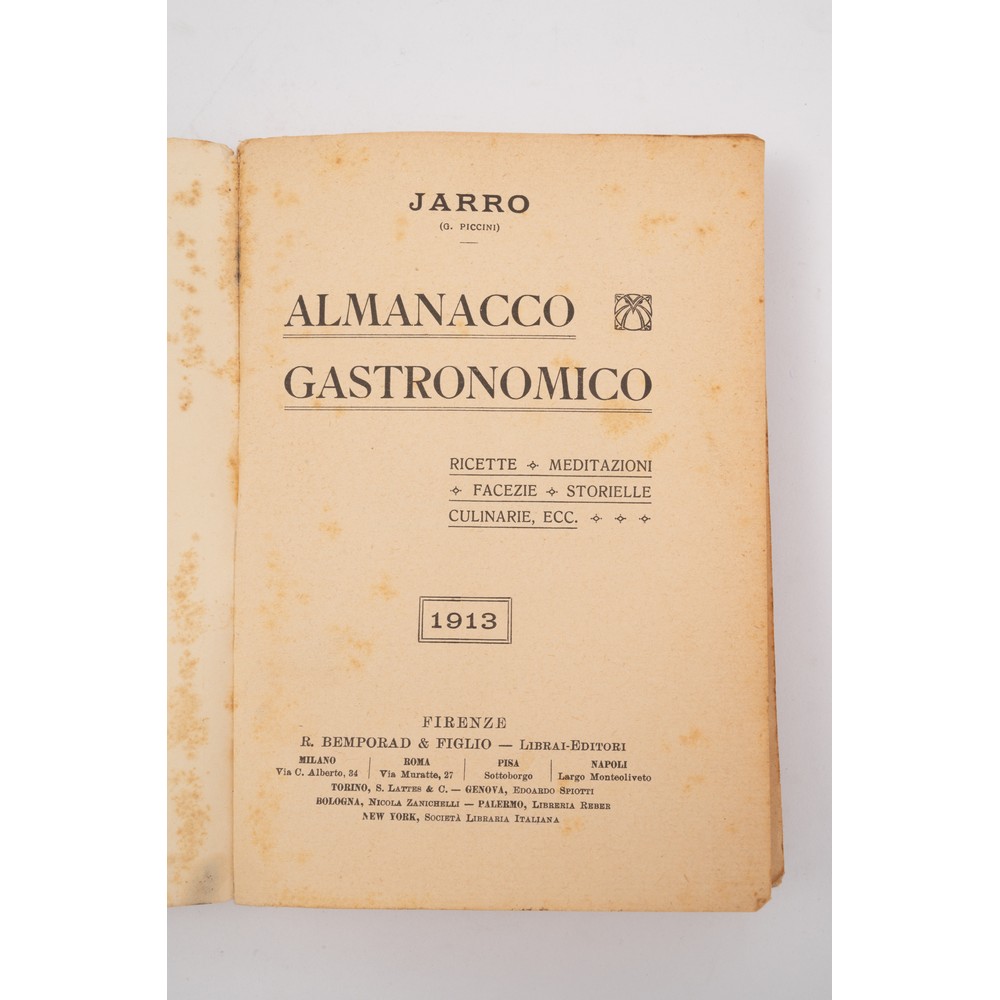 JARRO
(G. PICCINI)
ALMANACCO
GASTRONOMICO
RICETTE MEDITAZIONI
FACEZIE STORIELLE
CULINARIE, ECC.
1913
FIRENZE
R. BEMPORAD & FIGLIO — LIBRAI-EDITORI
MILANO ROMA PISA NAPOLI
Via C. Alberto, 34 Via Muratte, 27 Sottoborgo Largo Monteoliveto
TORINO, S. LATTES & C. — GENOVA, EDOARDO SPIOTTI
BOLOGNA, NICOLA ZANICHELLI — PALERMO, LIBRERIA REBER
NEW YORK, SOCIETÀ LIBRARIA ITALIANA